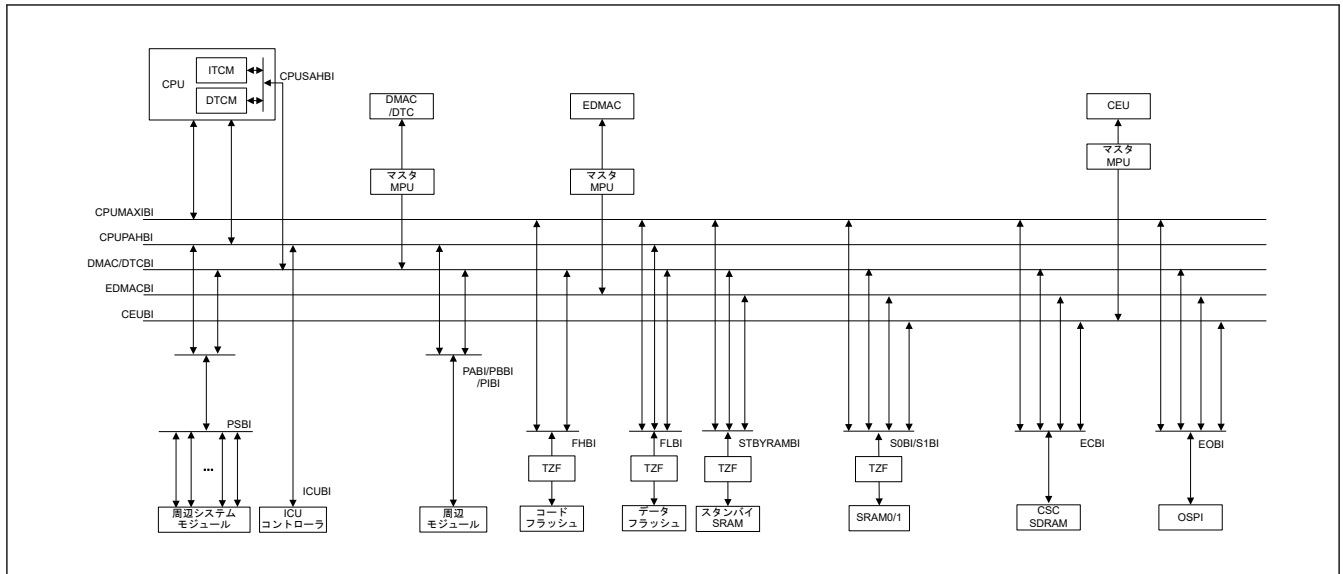 CPU
ITCM
DTCM
CPUSAHBI
DMAC
/DTC
EDMAC
CEU
マスタ
MPU
マスタ
MPU
マスタ
MPU
CPUMAXIBI
CPUPAHBI
DMAC/DTCBI
EDMACBI
CEUBI
PABI/PBBI
/PIBI
PSBI
FHBI
FLBI
STBYRAMBI
S0BI/S1BI
ECBI
EOBI
...
TZF
TZF
TZF
TZF
ICUBI
周辺システム
モジュール
ICU
コントローラ
周辺
モジュール
コード
フラッシュ
データ
フラッシュ
スタンバイ
SRAM
SRAM0/1
CSC
SDRAM
OSPI